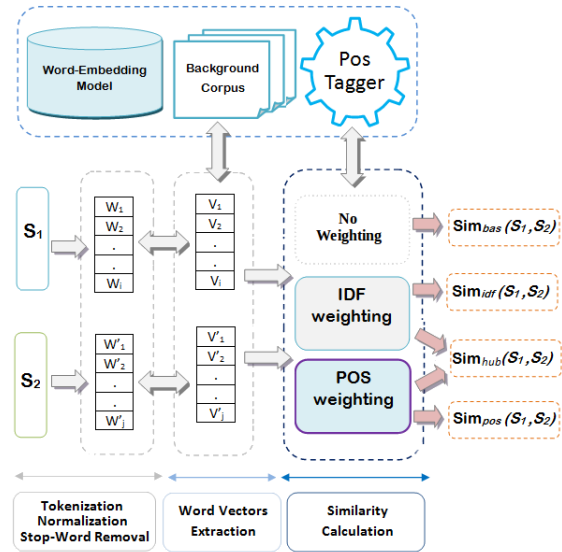 Word-Embedding
Model
Background
Corpus
Pos
Tagger
S1
W1
W2
.
.
Wi
V1
V2
.
.
Vi
No
Weighting
IDF
weighting
POS
weighting
Simbas(S1,S2)
Simidf(S1,S2)
Simhub(S1,S2)
Simpos(S1,S2)
S2
W'1
W'2
.
.
W'j
V'1
V'2
.
.
V'j
Tokenization
Normalization
Stop-Word Removal
Word Vectors
Extraction
Similarity
Calculation